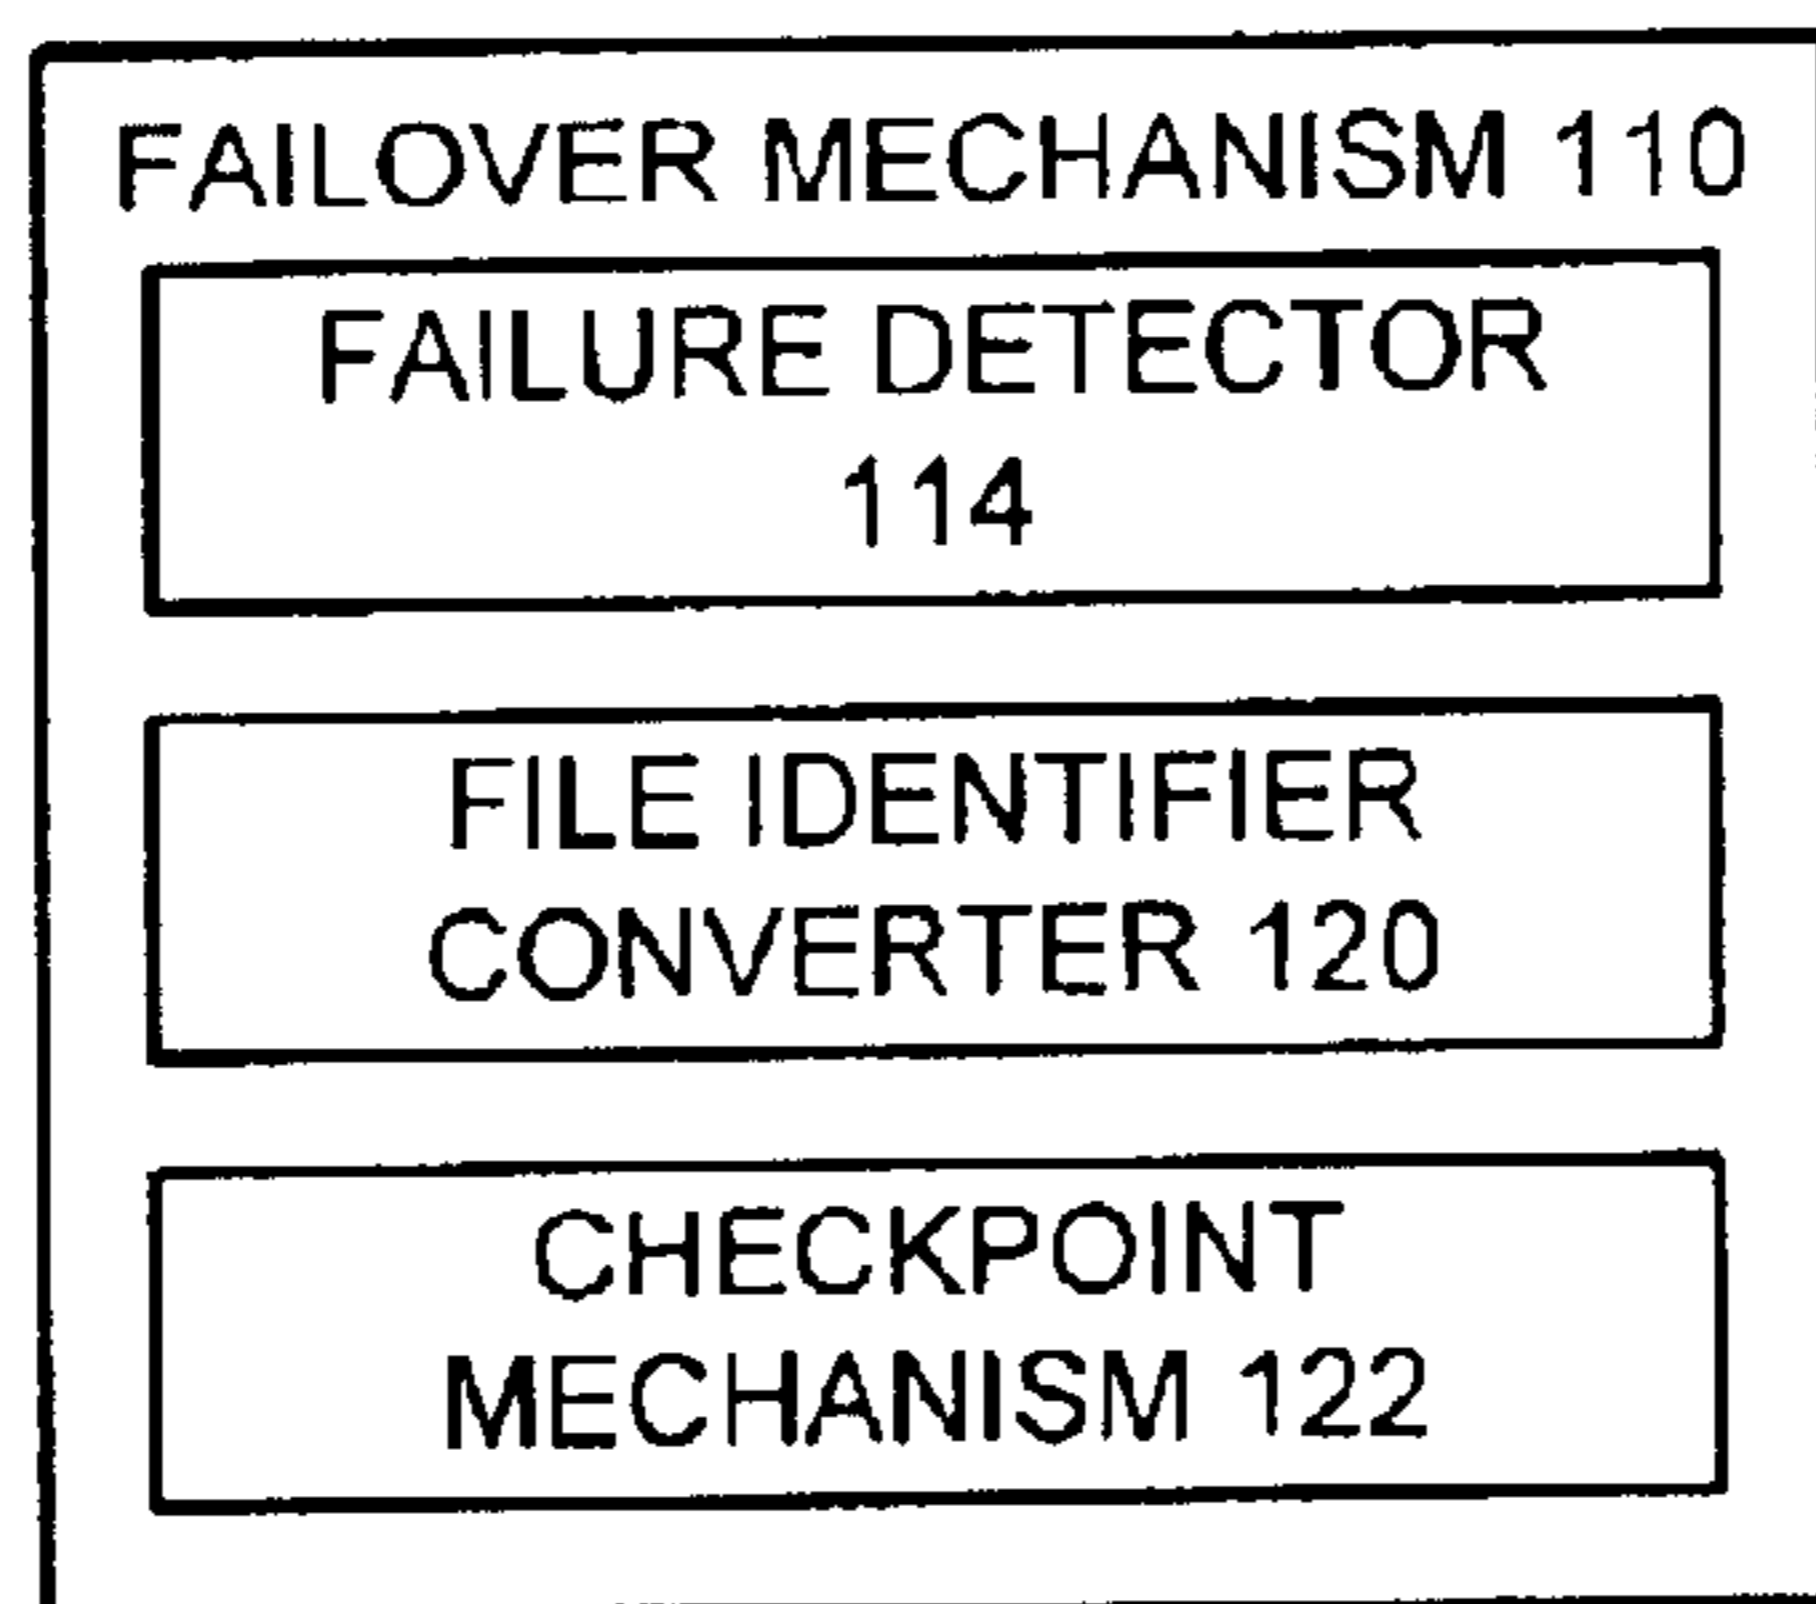 FAILOVER MECHANISM 110
FAILURE DETECTOR
114
FILE IDENTIFIER
CONVERTER 120
CHECKPOINT
MECHANISM 122